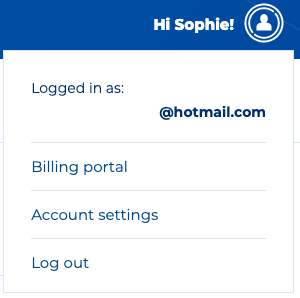 Hi Sophie!
Logged in as:
@hotmail.com
Billing portal
Account settings
Log out